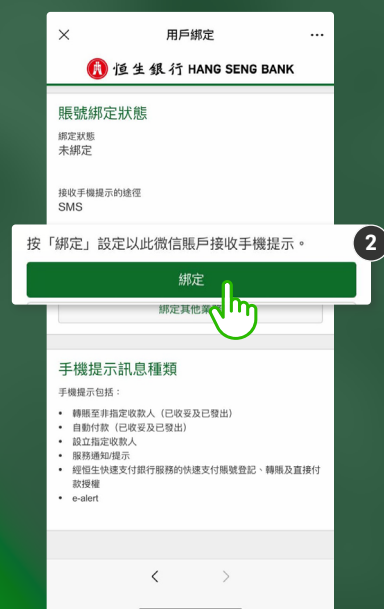 用戶綁定
恒生銀行 HANG SENG BANK
賬號綁定狀態
綁定狀態
未綁定
接收手機提示的途徑
SMS
按「綁定」設定以此微信賬戶接收手機提示。
2
綁定
綁定其他
手機提示訊息種類
手機提示包括：
• 轉賬至非指定收款人（已收妥及已發出）
• 自動付款（已收妥及已發出）
• 設立指定收款人
• 服務通知/提示
• 經恒生快速支付銀行服務的快速支付賬號登記、轉賬及直接付
款授權
• e-alert